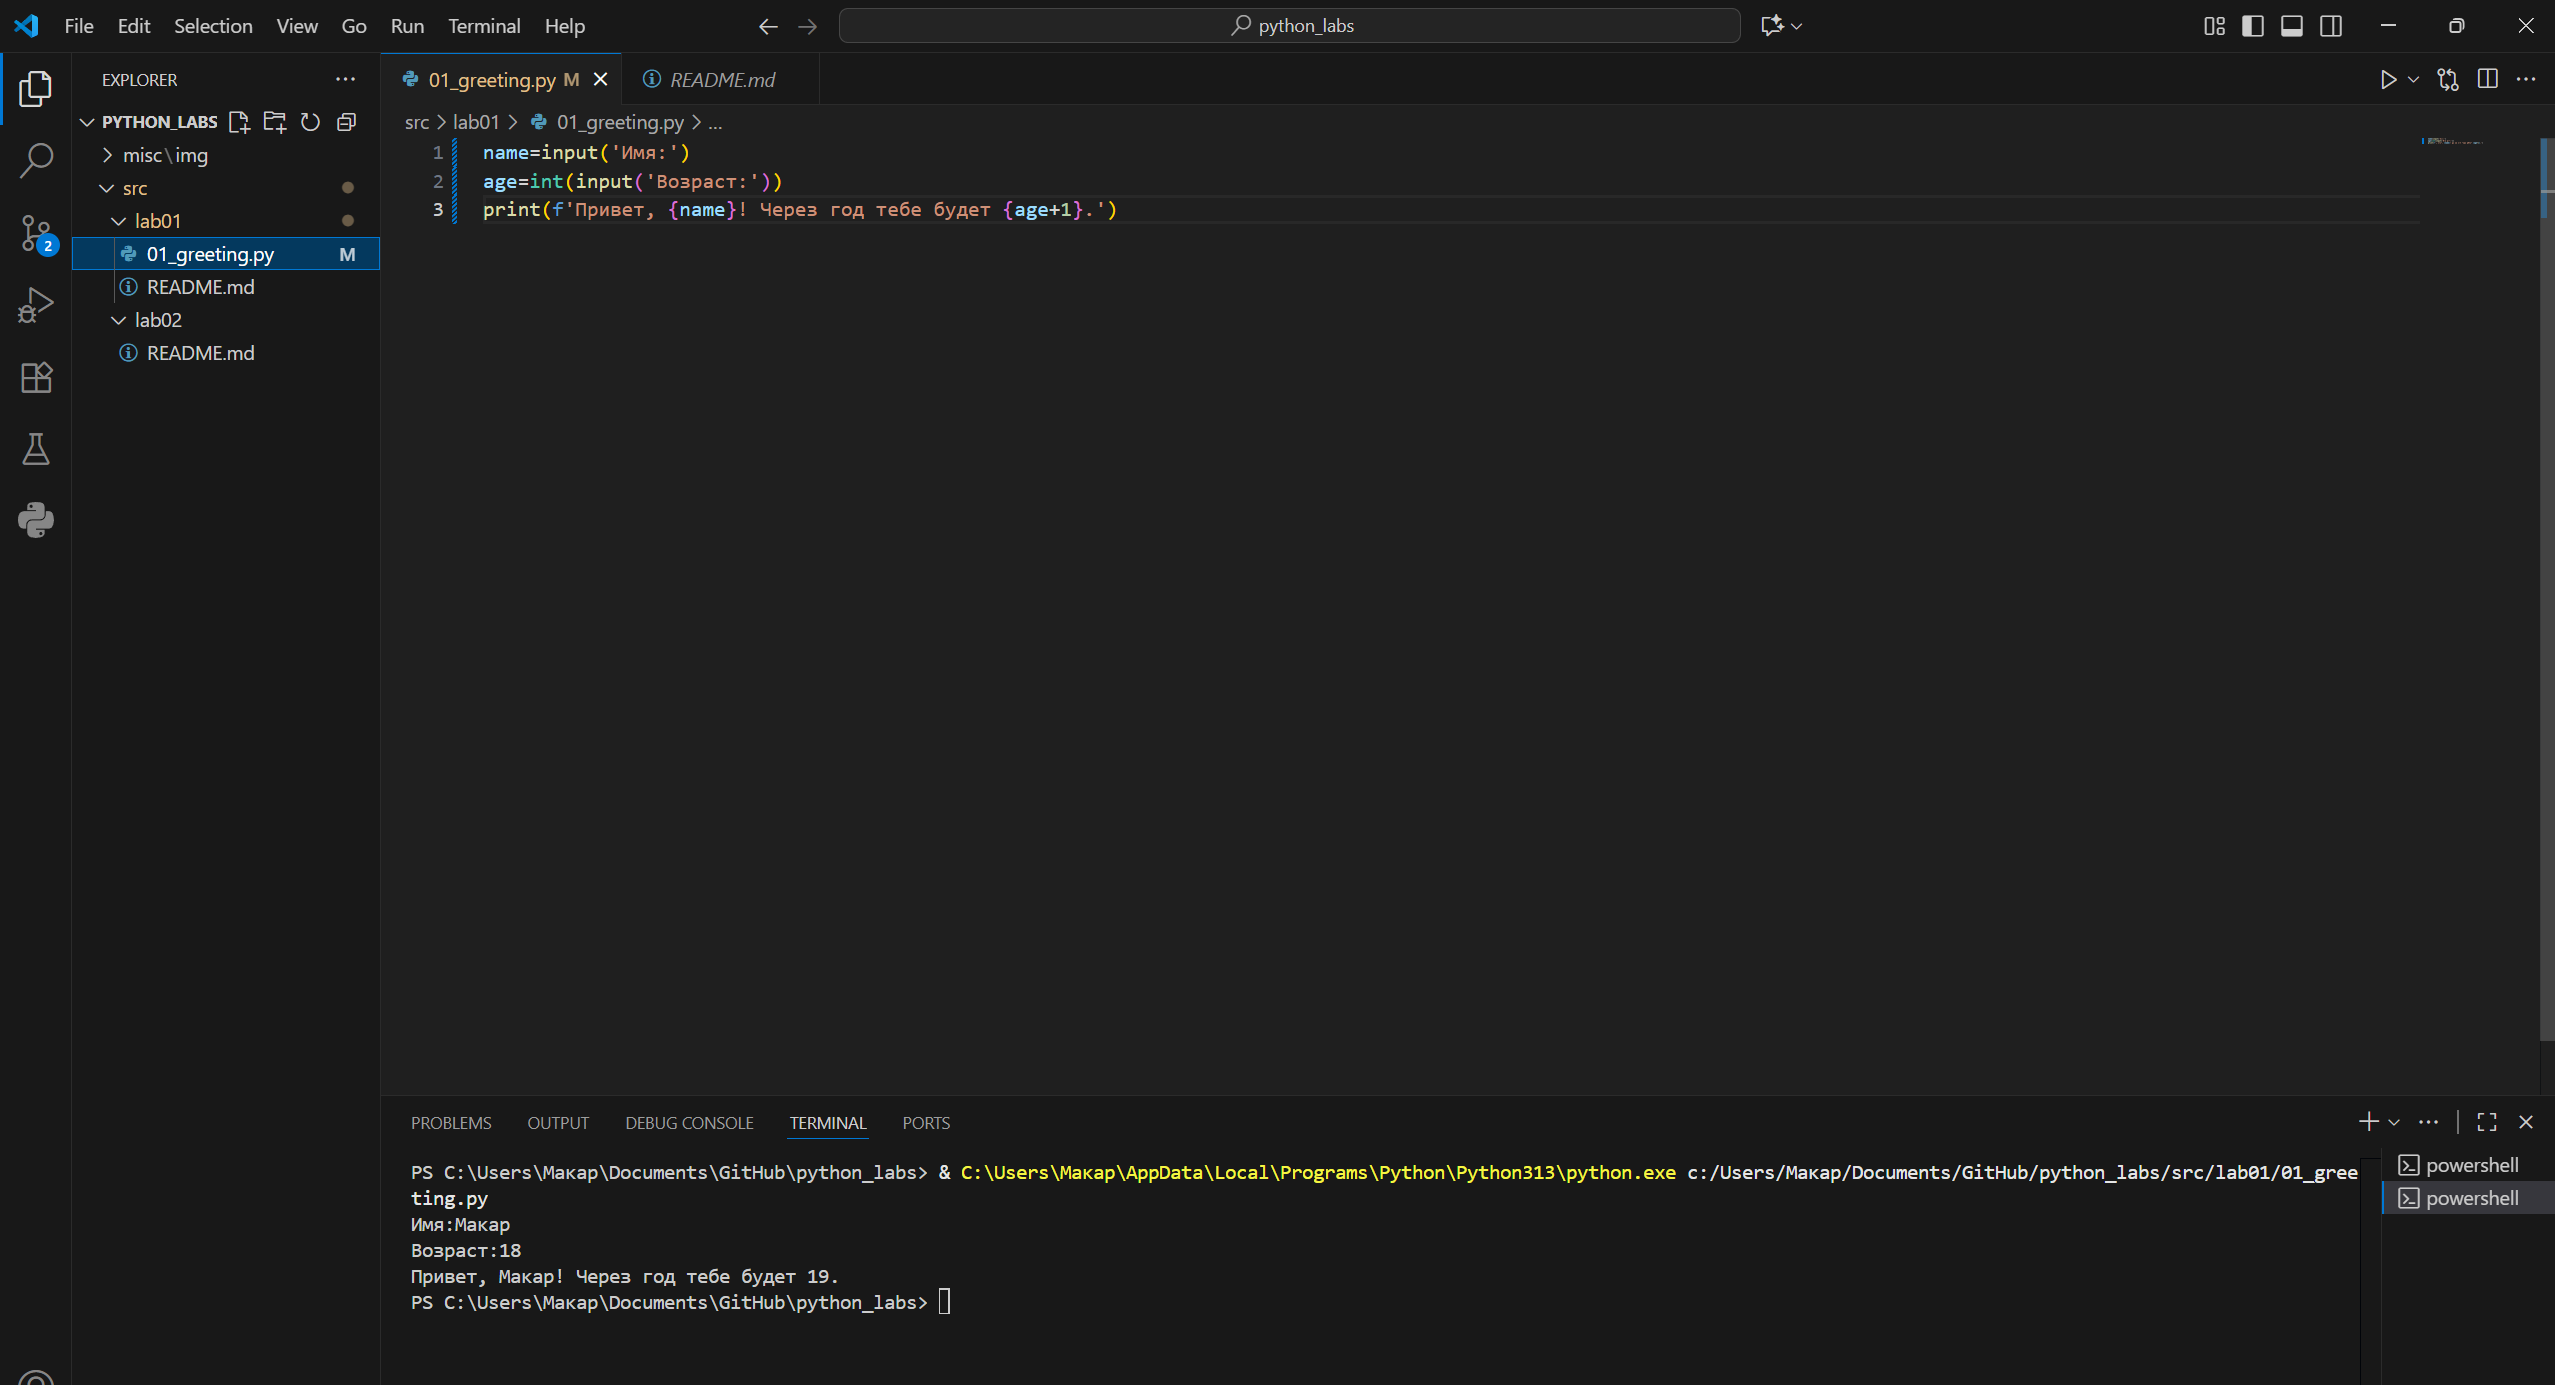 File Edit Selection View Go Run Terminal Help
python_labs
EXPLORER
PYTHON_LABS
misc\img
src
lab01
01_greeting.py M
README.md
lab02
README.md
2
01_greeting.py M
README.md
src > lab01 > 01_greeting.py > ...
1 name=input('Имя:')
2 age=int(input('Возраст:'))
3 print(f'Привет, {name}! Через год тебе будет {age+1}.')
PROBLEMS OUTPUT DEBUG CONSOLE TERMINAL PORTS
PS C:\Users\Макар\Documents\GitHub\python_labs> & C:\Users\Макар\AppData\Local\Programs\Python\Python313\python.exe c:/Users/Макар/Documents/GitHub/python_labs/src/lab01/01_gree
ting.py
Имя:Макар
Возраст:18
Привет, Макар! Через год тебе будет 19.
PS C:\Users\Макар\Documents\GitHub\python_labs>
powershell
powershell